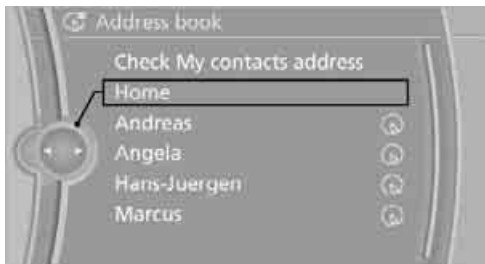 Address book
Check My contacts address
Home
Andreas
Angela
Hans-Juergen
Marcus